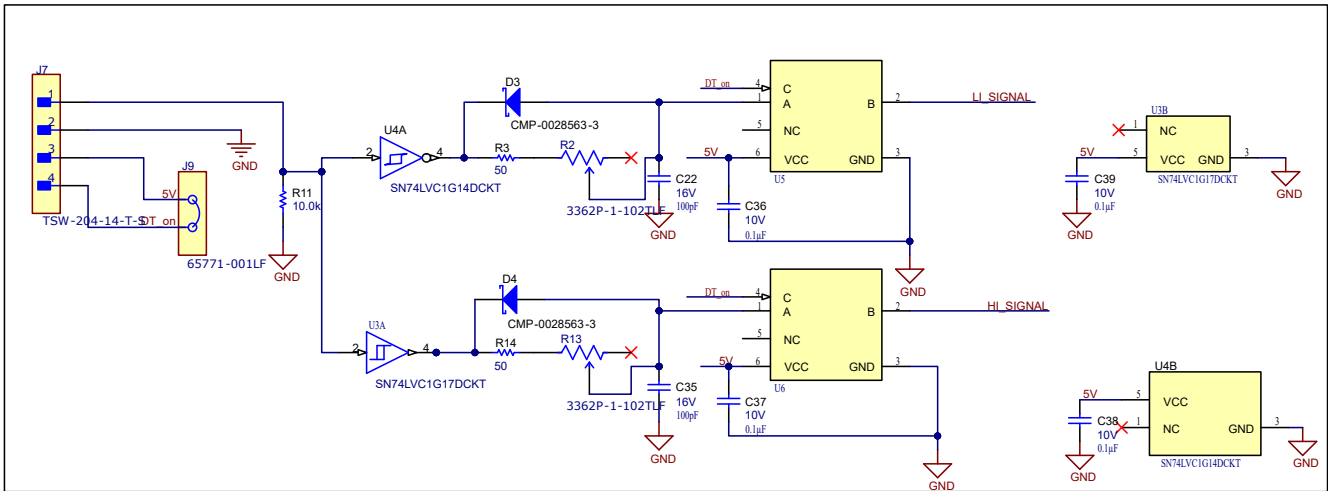 J7
1
2
3
4
TSW-204-14-T-S
GND
J9
5V
DT_on
65771-001LF
R11
10.0k
GND
U4A
2
4
SN74LVC1G14DCKT
D3
CMP-0028563-3
R3
50
R2
3362P-1-102TLF
C22
16V
100pF
GND
DT_on
4
C
1
A
B
2
LI_SIGNAL
5
NC
5V
6
VCC
GND
3
U5
C36
10V
0.1µF
GND
U3B
1
NC
5V
5
VCC
GND
3
SN74LVC1G17DCKT
C39
10V
0.1µF
GND
GND
U3A
2
4
SN74LVC1G17DCKT
D4
CMP-0028563-3
R14
50
R13
3362P-1-102TLF
C35
16V
100pF
GND
DT_on
4
C
1
A
B
2
HI_SIGNAL
5
NC
5V
6
VCC
GND
3
U6
C37
10V
0.1µF
GND
U4B
5V
5
VCC
1
NC
GND
3
SN74LVC1G14DCKT
C38
10V
0.1µF
GND
GND